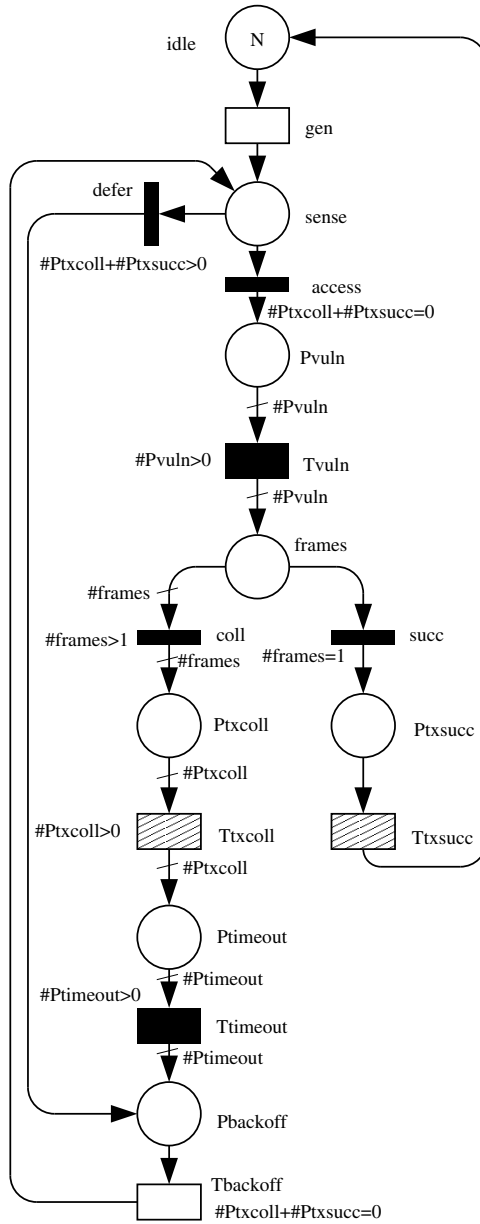 idle
N
gen
defer
sense
#Ptxcoll+#Ptxsucc>0
access
#Ptxcoll+#Ptxsucc=0
Pvuln
#Pvuln
#Pvuln>0
Tvuln
#Pvuln
frames
#frames
#frames>1
coll
succ
#frames
#frames=1
Ptxcoll
Ptxsucc
#Ptxcoll
#Ptxcoll>0
Ttxcoll
Ttxsucc
#Ptxcoll
Ptimeout
#Ptimeout
#Ptimeout>0
Ttimeout
#Ptimeout
Pbackoff
Tbackoff
#Ptxcoll+#Ptxsucc=0